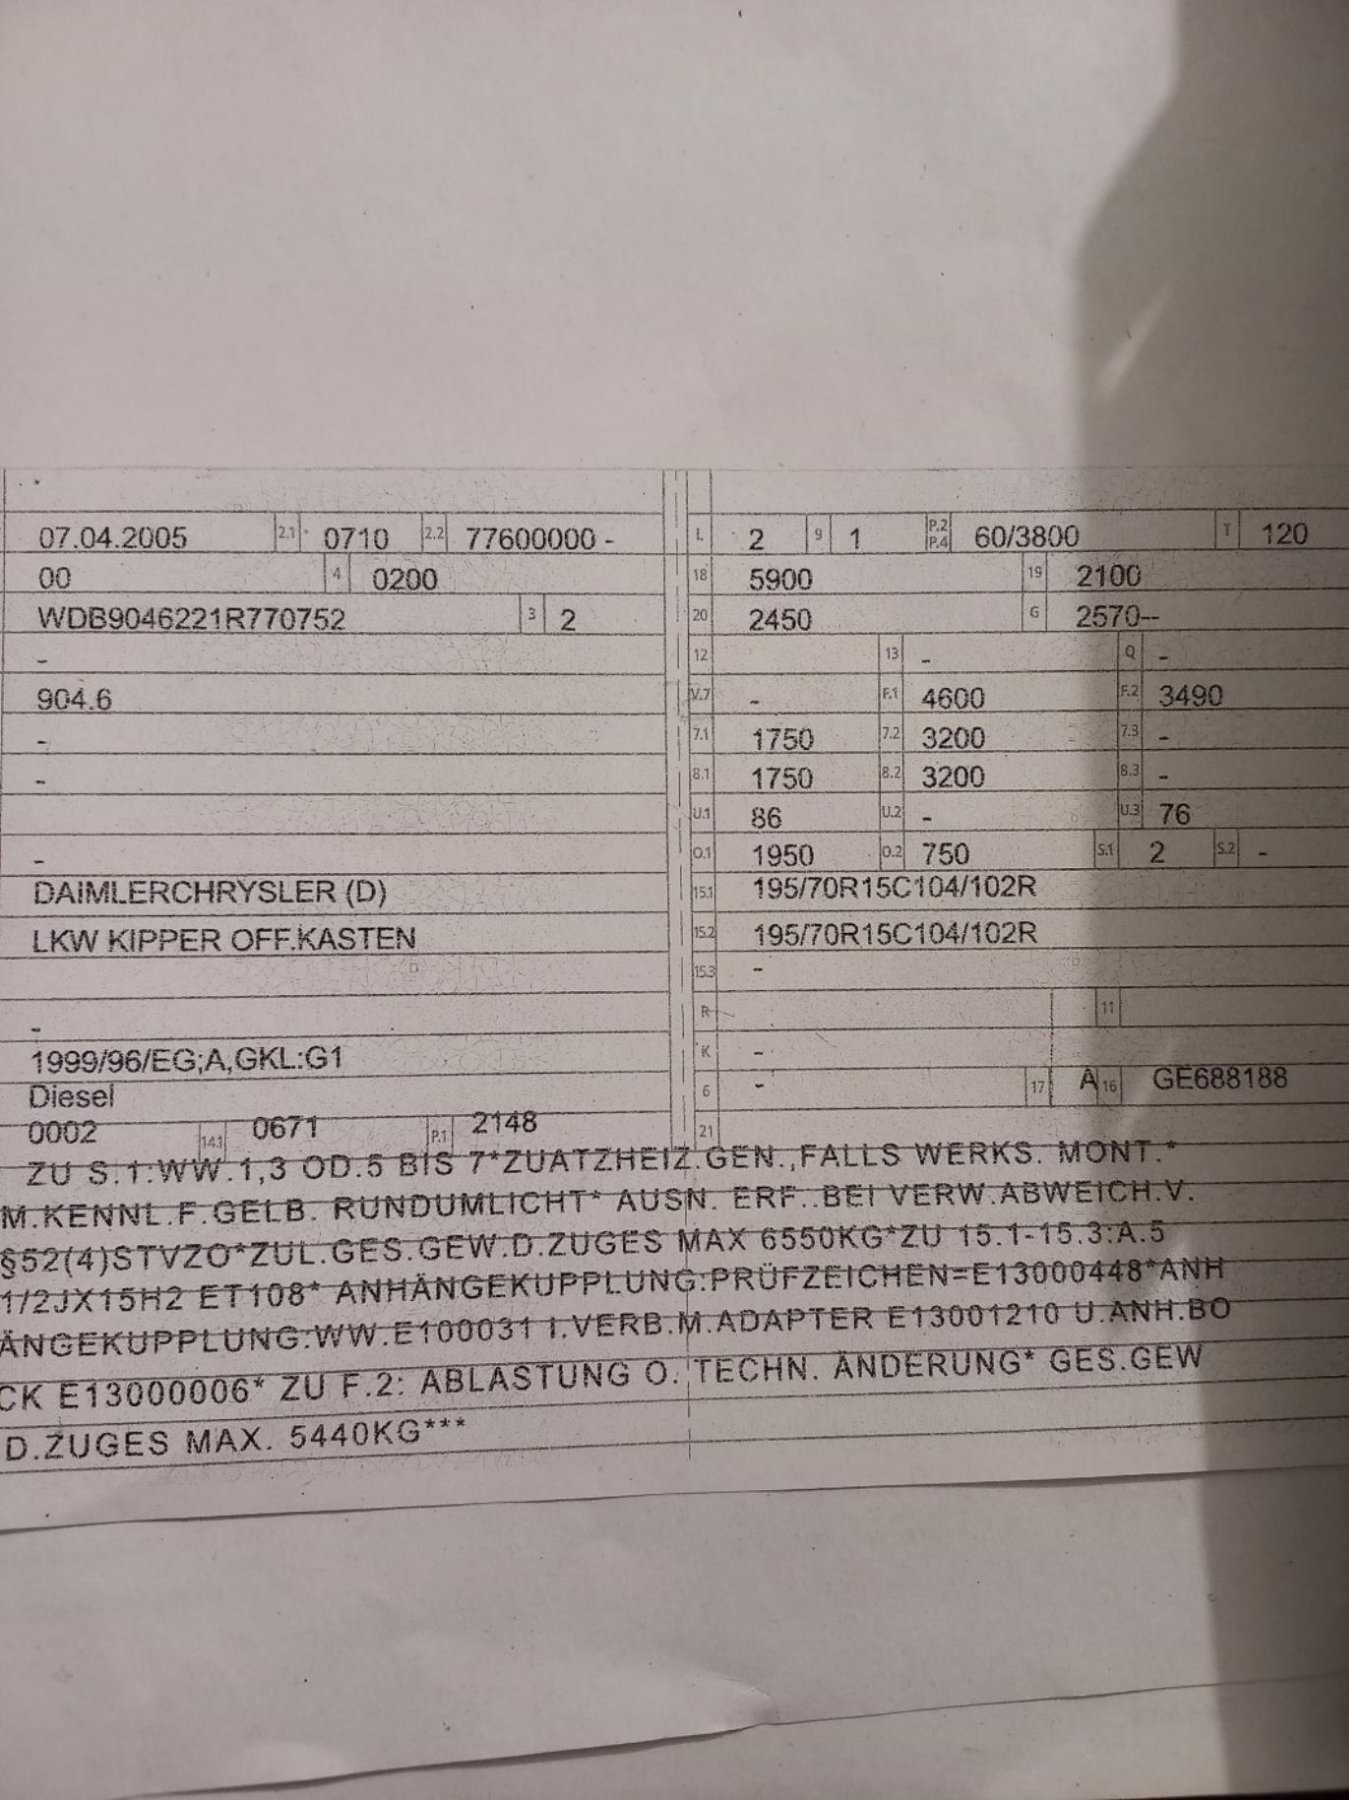 07.04.2005 2.1 0710 2.2 77600000 - L 2 9 1 P.2 P.4 60/3800 T 120
00 4 0200 18 5900 19 2100
WDB9046221R770752 3 2 20 2450 G 2570--
- 12 13 - Q -
904.6 V.7 - F.1 4600 F.2 3490
- 7.1 1750 7.2 3200 7.3 -
- 8.1 1750 8.2 3200 8.3 -
U.1 86 U.2 - U.3 76
- O.1 1950 O.2 750 S.1 2 S.2 -
DAIMLERCHRYSLER (D) 15.1 195/70R15C104/102R
LKW KIPPER OFF.KASTEN 15.2 195/70R15C104/102R
15.3 -
- R 11
1999/96/EG;A,GKL:G1 K -
Diesel 6 - 17 A 16 GE688188
0002 14.1 0671 P.1 2148 21
ZU S.1:WW.1,3 OD.5 BIS 7*ZUATZHEIZ.GEN.,FALLS WERKS. MONT.*
M.KENNL.F.GELB. RUNDUMLICHT* AUSN. ERF..BEI VERW.ABWEICH.V.
§52(4)STVZO*ZUL.GES.GEW.D.ZUGES MAX 6550KG*ZU 15.1-15.3:A.5
1/2JX15H2 ET108* ANHÄNGEKUPPLUNG:PRÜFZEICHEN=E13000448*ANH
ÄNGEKUPPLUNG:WW.E100031 I.VERB.M.ADAPTER E13001210 U.ANH.BO
CK E13000006* ZU F.2: ABLASTUNG O. TECHN. ÄNDERUNG* GES.GEW
D.ZUGES MAX. 5440KG***